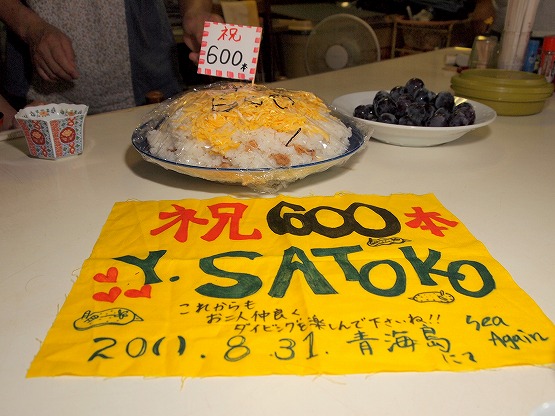 祝
600本
祝600本
Y. SATOKO
これからも
お二人仲良く
ダイビングを楽しんで下さいね!!
2011. 8. 31. 青海島にて
Sea Again